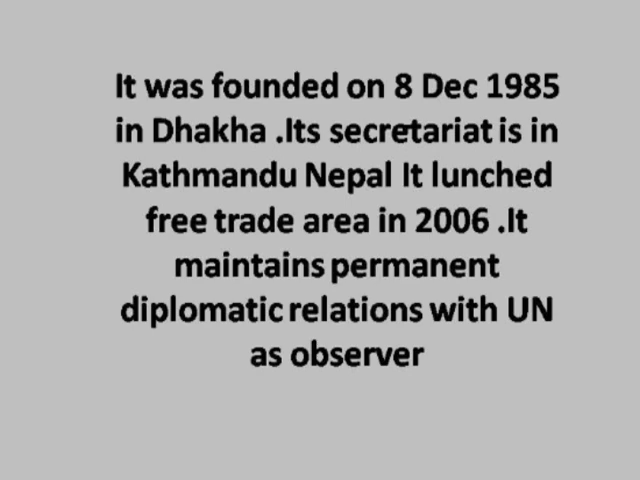 It was founded on 8 Dec 1985
in Dhakha .Its secretariat is in
Kathmandu Nepal It lunched
free trade area in 2006 .It
maintains permanent
diplomatic relations with UN
as observer